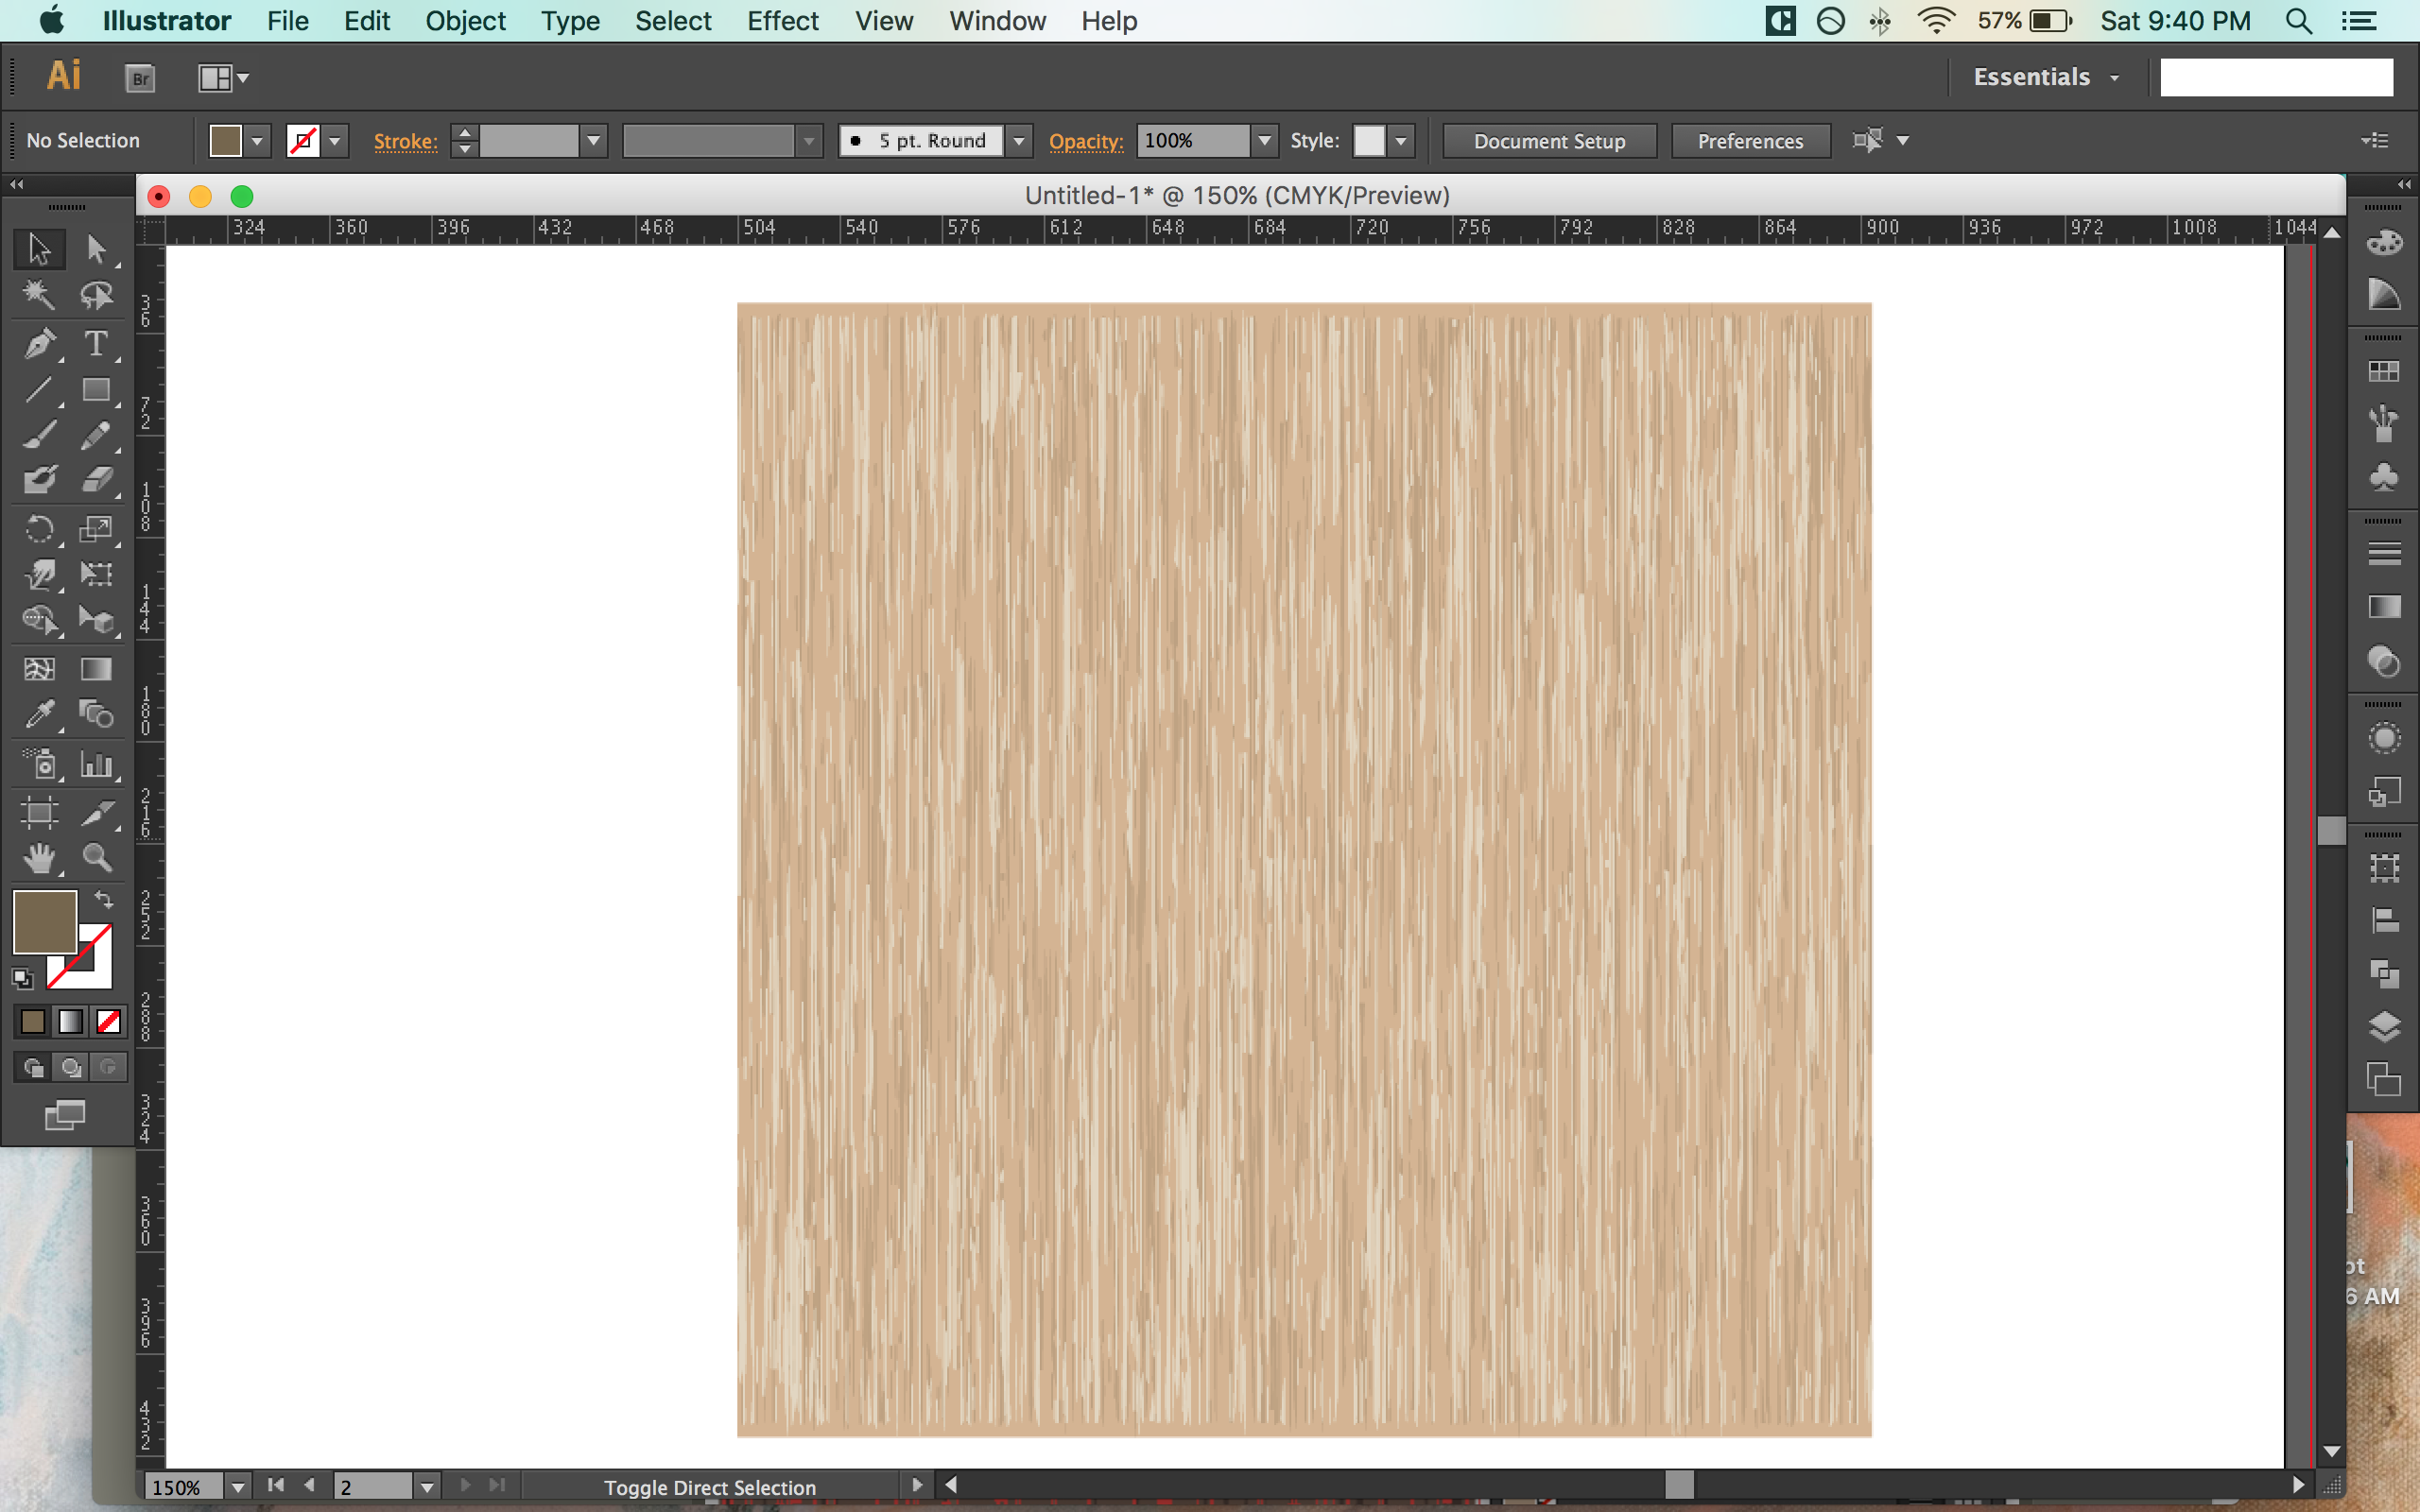 Illustrator File Edit Object Type Select Effect View Window Help 57% Sat 9:40 PM
Ai Br Essentials
No Selection Stroke: 5 pt. Round Opacity: 100% Style: Document Setup Preferences
Untitled-1* @ 150% (CMYK/Preview)
324 360 396 432 468 504 540 576 612 648 684 720 756 792 828 864 900 936 972 1008 1044
36
72
108
144
180
216
252
288
324
360
396
432
T
pt
6 AM
150% 2 Toggle Direct Selection